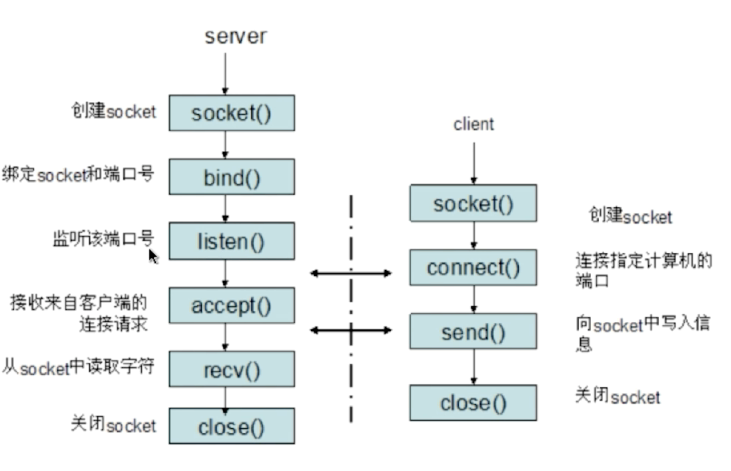 server
创建socket
socket()
绑定socket和端口号
bind()
监听该端口号
listen()
接收来自客户端的
连接请求
accept()
从socket中读取字符
recv()
关闭socket
close()
client
socket()
创建socket
connect()
连接指定计算机的
端口
send()
向socket中写入信
息
close()
关闭socket